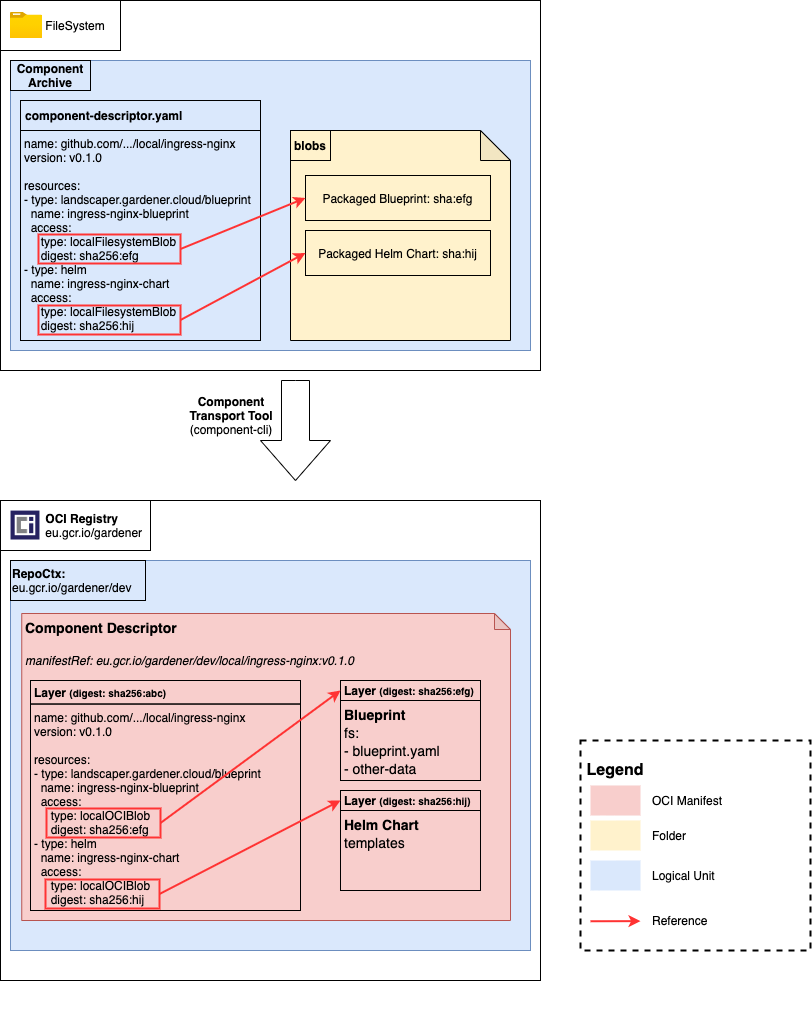 FileSystem
Component
Archive
component-descriptor.yaml
name: github.com/.../local/ingress-nginx
version: v0.1.0
resources:
- type: landscaper.gardener.cloud/blueprint
name: ingress-nginx-blueprint
access:
type: localFilesystemBlob
digest: sha256:efg
- type: helm
name: ingress-nginx-chart
access:
type: localFilesystemBlob
digest: sha256:hij
blobs
Packaged Blueprint: sha:efg
Packaged Helm Chart: sha:hij
Component
Transport Tool
(component-cli)
Ci
OCI Registry
eu.gcr.io/gardener
RepoCtx:
eu.gcr.io/gardener/dev
Component Descriptor
manifestRef: eu.gcr.io/gardener/dev/local/ingress-nginx:v0.1.0
Layer (digest: sha256:abc)
name: github.com/.../local/ingress-nginx
version: v0.1.0
resources:
- type: landscaper.gardener.cloud/blueprint
name: ingress-nginx-blueprint
access:
type: localOCIBlob
digest: sha256:efg
- type: helm
name: ingress-nginx-chart
access:
type: localOCIBlob
digest: sha256:hij
Layer (digest: sha256:efg)
Blueprint
fs:
- blueprint.yaml
- other-data
Layer (digest: sha256:hij)
Helm Chart
templates
Legend
OCI Manifest
Folder
Logical Unit
Reference